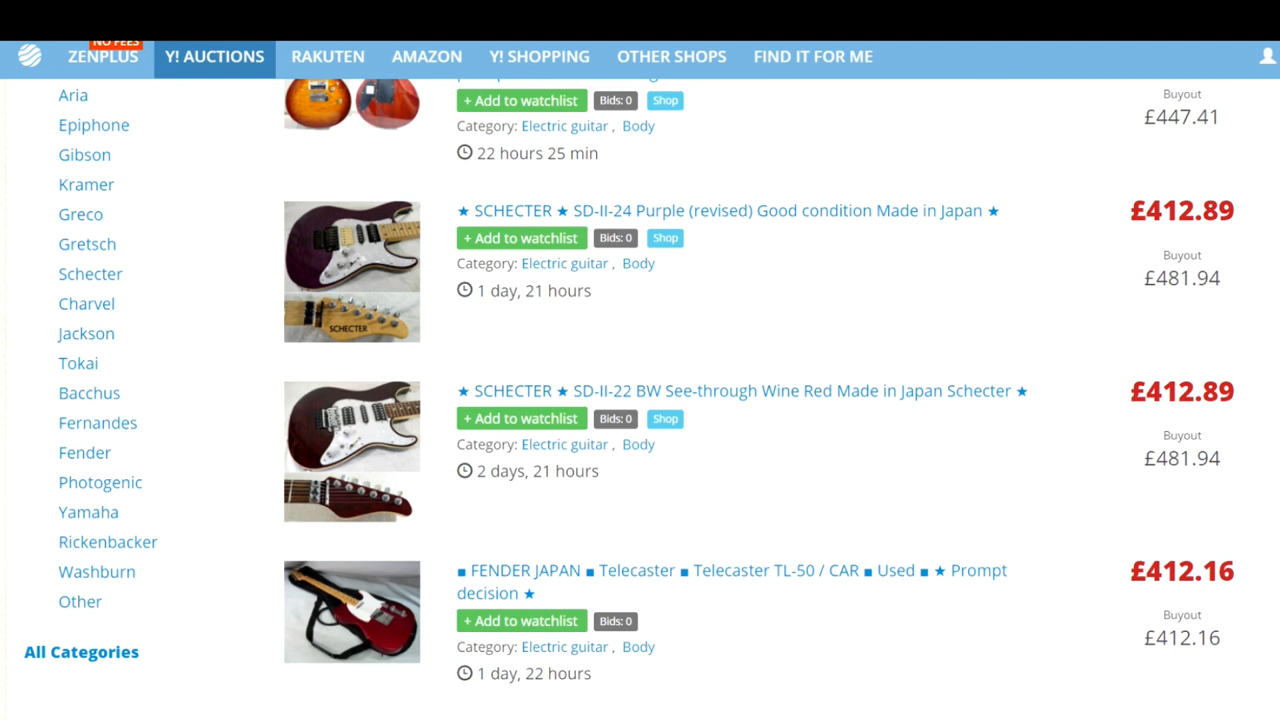 NO FEES
ZENPLUS Y! AUCTIONS RAKUTEN AMAZON Y! SHOPPING OTHER SHOPS FIND IT FOR ME
Aria
Epiphone
Gibson
Kramer
Greco
Gretsch
Schecter
Charvel
Jackson
Tokai
Bacchus
Fernandes
Fender
Photogenic
Yamaha
Rickenbacker
Washburn
Other
All Categories
+ Add to watchlist Bids: 0 Shop
Category: Electric guitar , Body
22 hours 25 min
Buyout
£447.41
★ SCHECTER ★ SD-II-24 Purple (revised) Good condition Made in Japan ★
+ Add to watchlist Bids: 0 Shop
Category: Electric guitar , Body
1 day, 21 hours
£412.89
Buyout
£481.94
SCHECTER
★ SCHECTER ★ SD-II-22 BW See-through Wine Red Made in Japan Schecter ★
+ Add to watchlist Bids: 0 Shop
Category: Electric guitar , Body
2 days, 21 hours
£412.89
Buyout
£481.94
■ FENDER JAPAN ■ Telecaster ■ Telecaster TL-50 / CAR ■ Used ■ ★ Prompt
decision ★
+ Add to watchlist Bids: 0
Category: Electric guitar , Body
1 day, 22 hours
£412.16
Buyout
£412.16